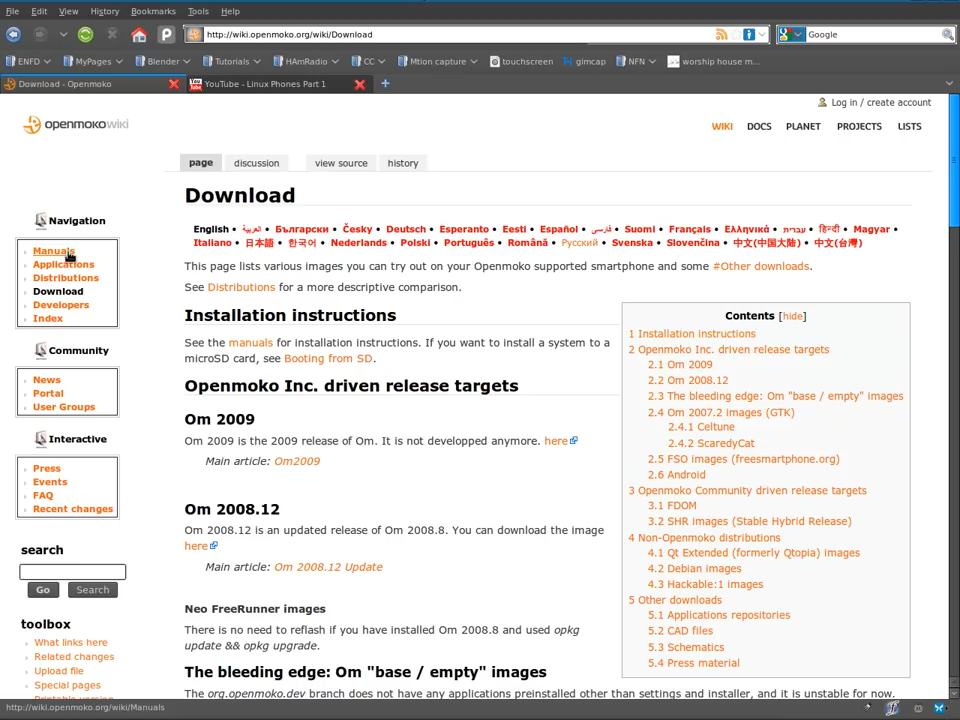 File Edit View History Bookmarks Tools Help
http://wiki.openmoko.org/wiki/Download
Google
ENFD MyPages Blender Tutorials HAmRadio CC Mtion capture touchscreen gimcap NFN worship house m...
Download - Openmoko
YouTube - Linux Phones Part 1
Log in / create account
openmokowiki
WIKI DOCS PLANET PROJECTS LISTS
page discussion view source history
Download
English • العربية • Български • Česky • Deutsch • Esperanto • Eesti • Español • فارسی • Suomi • Français • Ελληνικά • עברית • हिन्दी • Magyar •
Italiano • 日本語 • 한국어 • Nederlands • Polski • Português • Română • Русский • Svenska • Slovenčina • 中文(中国大陆) • 中文(台灣)
This page lists various images you can try out on your Openmoko supported smartphone and some #Other downloads.
See Distributions for a more descriptive comparison.
Installation instructions
See the manuals for installation instructions. If you want to install a system to a
microSD card, see Booting from SD.
Openmoko Inc. driven release targets
Om 2009
Om 2009 is the 2009 release of Om. It is not developped anymore. here
Main article: Om2009
Om 2008.12
Om 2008.12 is an updated release of Om 2008.8. You can download the image
here
Main article: Om 2008.12 Update
Neo FreeRunner images
There is no need to reflash if you have installed Om 2008.8 and used opkg
update && opkg upgrade.
The bleeding edge: Om "base / empty" images
The org.openmoko.dev branch does not have any applications preinstalled other than settings and installer, and it is unstable for now.
Contents [hide]
1 Installation instructions
2 Openmoko Inc. driven release targets
2.1 Om 2009
2.2 Om 2008.12
2.3 The bleeding edge: Om "base / empty" images
2.4 Om 2007.2 images (GTK)
2.4.1 Celtune
2.4.2 ScaredyCat
2.5 FSO images (freesmartphone.org)
2.6 Android
3 Openmoko Community driven release targets
3.1 FDOM
3.2 SHR images (Stable Hybrid Release)
4 Non-Openmoko distributions
4.1 Qt Extended (formerly Qtopia) images
4.2 Debian images
4.3 Hackable:1 images
5 Other downloads
5.1 Applications repositories
5.2 CAD files
5.3 Schematics
5.4 Press material
Navigation
Manuals
Applications
Distributions
Download
Developers
Index
Community
News
Portal
User Groups
Interactive
Press
Events
FAQ
Recent changes
search
Go Search
toolbox
What links here
Related changes
Upload file
Special pages
Printable version
http://wiki.openmoko.org/wiki/Manuals